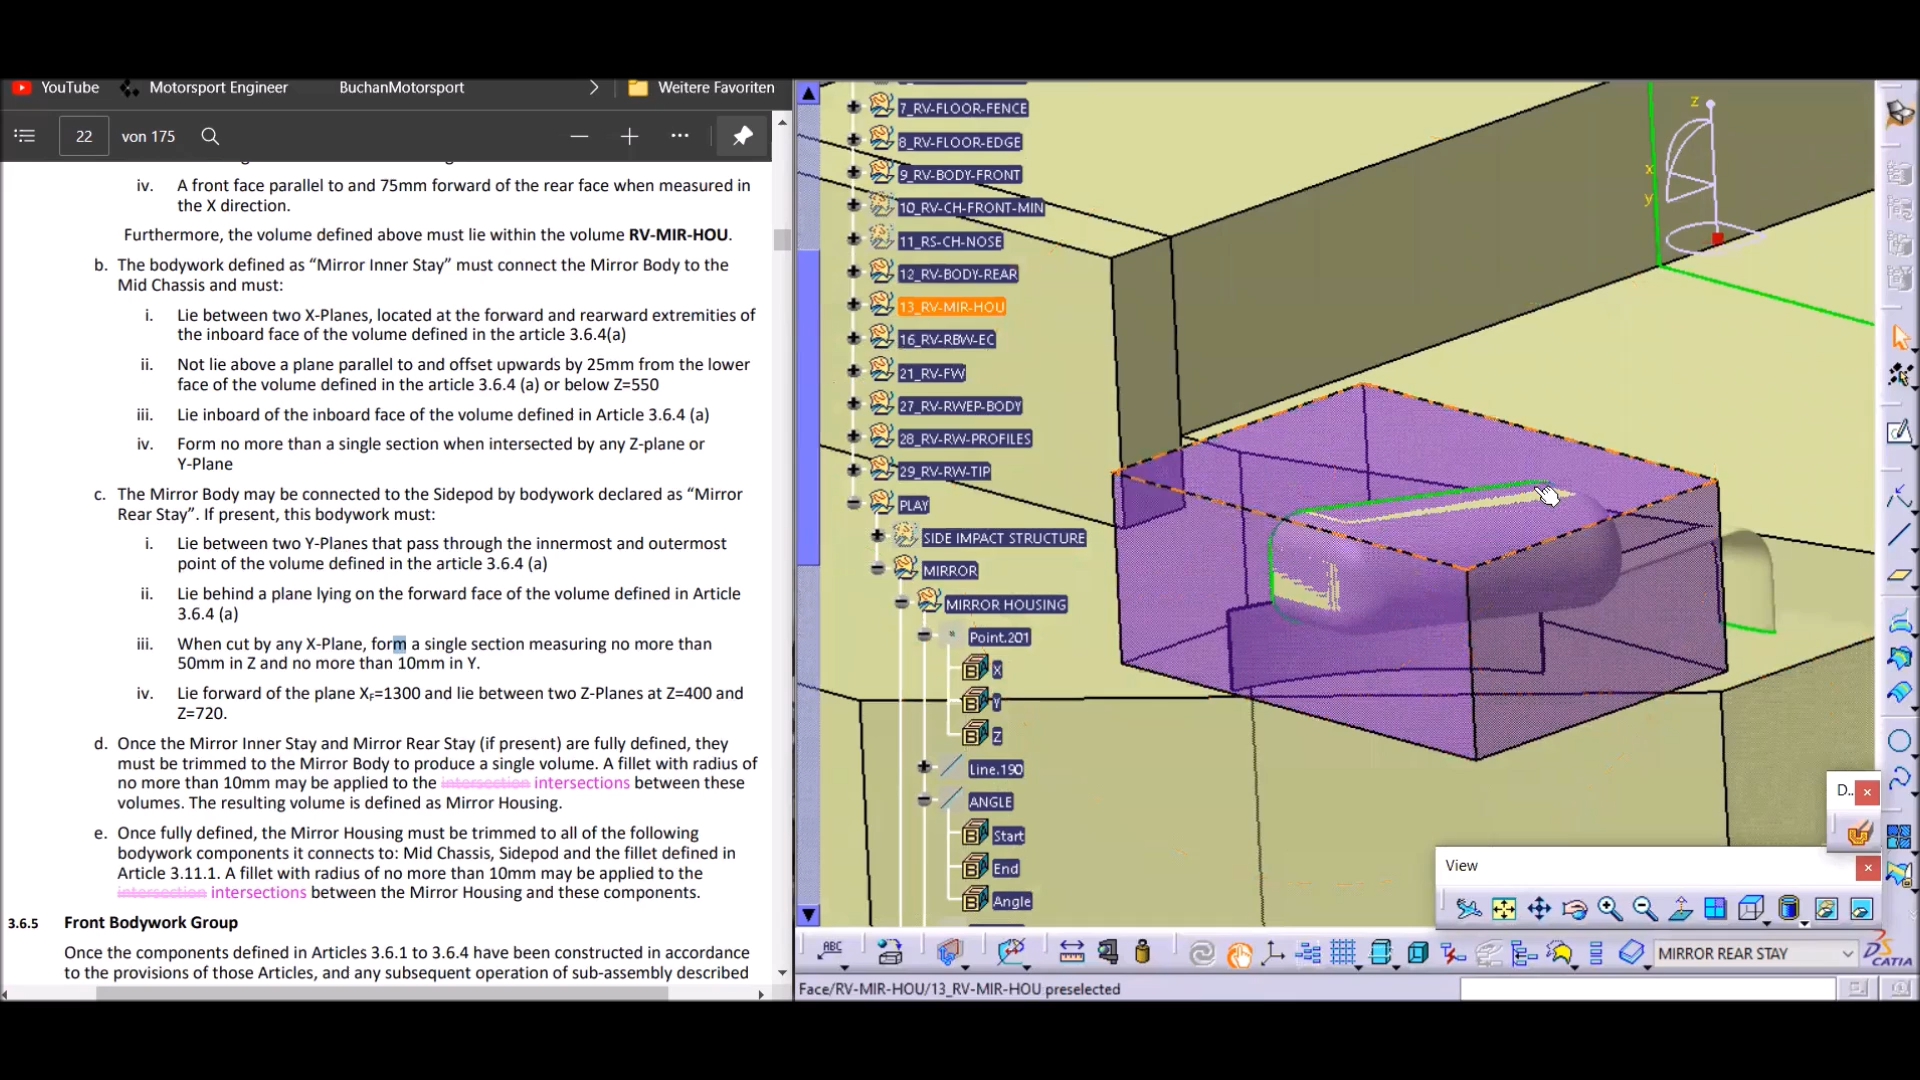 YouTube
Motorsport Engineer
BuchanMotorsport
Weitere Favoriten
22
von 175
iv. A front face parallel to and 75mm forward of the rear face when measured in
the X direction.
Furthermore, the volume defined above must lie within the volume RV-MIR-HOU.
b. The bodywork defined as “Mirror Inner Stay” must connect the Mirror Body to the
Mid Chassis and must:
i. Lie between two X-Planes, located at the forward and rearward extremities of
the inboard face of the volume defined in the article 3.6.4(a)
ii. Not lie above a plane parallel to and offset upwards by 25mm from the lower
face of the volume defined in the article 3.6.4 (a) or below Z=550
iii. Lie inboard of the inboard face of the volume defined in Article 3.6.4 (a)
iv. Form no more than a single section when intersected by any Z-plane or
Y-Plane
c. The Mirror Body may be connected to the Sidepod by bodywork declared as “Mirror
Rear Stay”. If present, this bodywork must:
i. Lie between two Y-Planes that pass through the innermost and outermost
point of the volume defined in the article 3.6.4 (a)
ii. Lie behind a plane lying on the forward face of the volume defined in Article
3.6.4 (a)
iii. When cut by any X-Plane, form a single section measuring no more than
50mm in Z and no more than 10mm in Y.
iv. Lie forward of the plane XF=1300 and lie between two Z-Planes at Z=400 and
Z=720.
d. Once the Mirror Inner Stay and Mirror Rear Stay (if present) are fully defined, they
must be trimmed to the Mirror Body to produce a single volume. A fillet with radius of
no more than 10mm may be applied to the intersection intersections between these
volumes. The resulting volume is defined as Mirror Housing.
e. Once fully defined, the Mirror Housing must be trimmed to all of the following
bodywork components it connects to: Mid Chassis, Sidepod and the fillet defined in
Article 3.11.1. A fillet with radius of no more than 10mm may be applied to the
intersection intersections between the Mirror Housing and these components.
3.6.5 Front Bodywork Group
Once the components defined in Articles 3.6.1 to 3.6.4 have been constructed in accordance
to the provisions of those Articles, and any subsequent operation of sub-assembly described
7_RV-FLOOR-FENCE
8_RV-FLOOR-EDGE
9_RV-BODY-FRONT
10_RV-CH-FRONT-MIN
11_RS-CH-NOSE
12_RV-BODY-REAR
13_RV-MIR-HOU
16_RV-RBW-EC
21_RV-FW
27_RV-RWEP-BODY
28_RV-RW-PROFILES
29_RV-RW-TIP
PLAY
SIDE IMPACT STRUCTURE
MIRROR
MIRROR HOUSING
Point.201
X
Y
Z
Line.190
ANGLE
Start
End
Angle
z
x
y
D..
View
ABC
MIRROR REAR STAY
CATIA
Face/RV-MIR-HOU/13_RV-MIR-HOU preselected